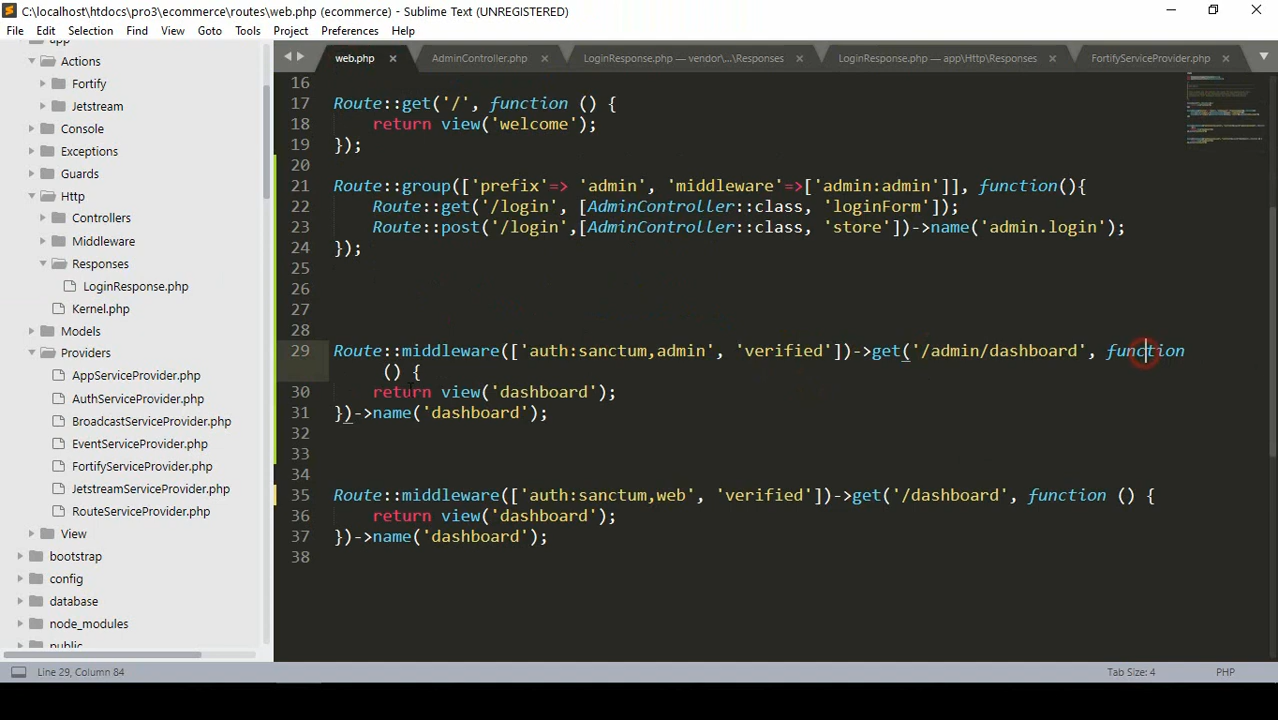 C:\localhost\htdocs\pro3\ecommerce\routes\web.php (ecommerce) - Sublime Text (UNREGISTERED)
File Edit Selection Find View Goto Tools Project Preferences Help
web.php AdminController.php LoginResponse.php — vendor\...\Responses LoginResponse.php — app\Http\Responses FortifyServiceProvider.php
app
Actions
Fortify
Jetstream
Console
Exceptions
Guards
Http
Controllers
Middleware
Responses
LoginResponse.php
Kernel.php
Models
Providers
AppServiceProvider.php
AuthServiceProvider.php
BroadcastServiceProvider.php
EventServiceProvider.php
FortifyServiceProvider.php
JetstreamServiceProvider.php
RouteServiceProvider.php
View
bootstrap
config
database
node_modules
public
16
17 Route::get('/', function () {
18 return view('welcome');
19 });
20
21 Route::group(['prefix'=> 'admin', 'middleware'=>['admin:admin']], function(){
22 Route::get('/login', [AdminController::class, 'loginForm']);
23 Route::post('/login',[AdminController::class, 'store'])->name('admin.login');
24 });
25
26
27
28
29 Route::middleware(['auth:sanctum,admin', 'verified'])->get('/admin/dashboard', function
() {
30 return view('dashboard');
31 })->name('dashboard');
32
33
34
35 Route::middleware(['auth:sanctum,web', 'verified'])->get('/dashboard', function () {
36 return view('dashboard');
37 })->name('dashboard');
38
Line 29, Column 84 Tab Size: 4 PHP